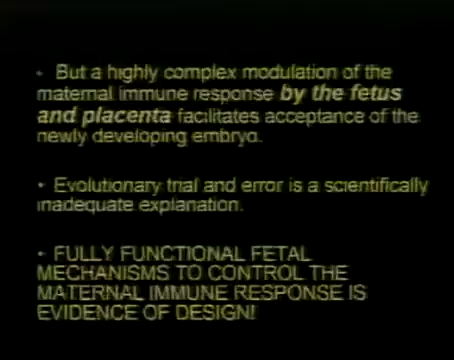 • But a highly complex modulation of the
maternal immune response by the fetus
and placenta facilitates acceptance of the
newly developing embryo.
• Evolutionary trial and error is a scientifically
inadequate explanation.
• FULLY FUNCTIONAL FETAL
MECHANISMS TO CONTROL THE
MATERNAL IMMUNE RESPONSE IS
EVIDENCE OF DESIGN!